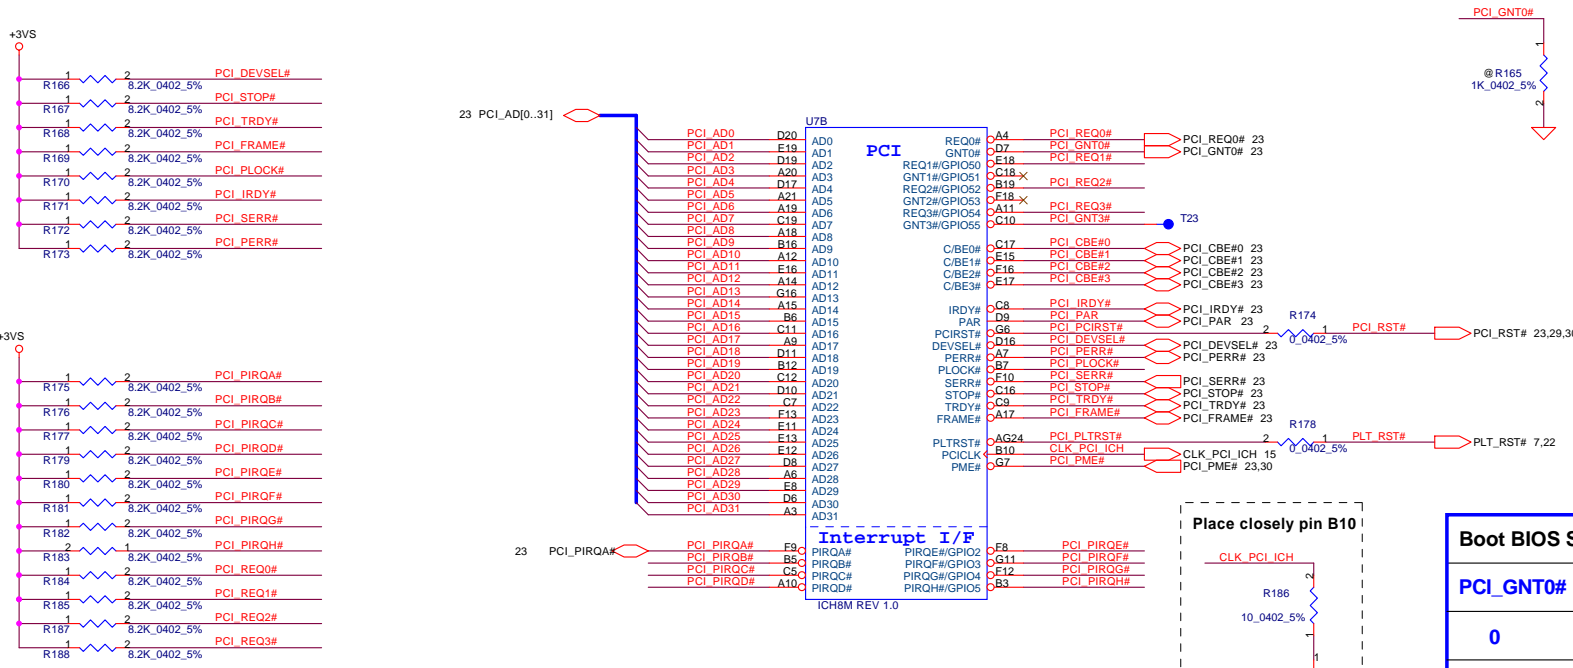 +3VS
1 2 PCI_DEVSEL#
R166 8.2K_0402_5%
1 2 PCI_STOP#
R167 8.2K_0402_5%
1 2 PCI_TRDY#
R168 8.2K_0402_5%
1 2 PCI_FRAME#
R169 8.2K_0402_5%
1 2 PCI_PLOCK#
R170 8.2K_0402_5%
1 2 PCI_IRDY#
R171 8.2K_0402_5%
1 2 PCI_SERR#
R172 8.2K_0402_5%
1 2 PCI_PERR#
R173 8.2K_0402_5%
+3VS
1 2 PCI_PIRQA#
R175 8.2K_0402_5%
1 2 PCI_PIRQB#
R176 8.2K_0402_5%
1 2 PCI_PIRQC#
R177 8.2K_0402_5%
1 2 PCI_PIRQD#
R179 8.2K_0402_5%
1 2 PCI_PIRQE#
R180 8.2K_0402_5%
1 2 PCI_PIRQF#
R181 8.2K_0402_5%
1 2 PCI_PIRQG#
R182 8.2K_0402_5%
2 1 PCI_PIRQH#
R183 8.2K_0402_5%
1 2 PCI_REQ0#
R184 8.2K_0402_5%
1 2 PCI_REQ1#
R185 8.2K_0402_5%
1 2 PCI_REQ2#
R187 8.2K_0402_5%
1 2 PCI_REQ3#
R188 8.2K_0402_5%
23 PCI_AD[0..31]
U7B
PCI
PCI_AD0 D20 AD0
PCI_AD1 E19 AD1
PCI_AD2 D19 AD2
PCI_AD3 A20 AD3
PCI_AD4 D17 AD4
PCI_AD5 A21 AD5
PCI_AD6 A19 AD6
PCI_AD7 C19 AD7
PCI_AD8 A18 AD8
PCI_AD9 B16 AD9
PCI_AD10 A12 AD10
PCI_AD11 E16 AD11
PCI_AD12 A14 AD12
PCI_AD13 G16 AD13
PCI_AD14 A15 AD14
PCI_AD15 B6 AD15
PCI_AD16 C11 AD16
PCI_AD17 A9 AD17
PCI_AD18 D11 AD18
PCI_AD19 B12 AD19
PCI_AD20 C12 AD20
PCI_AD21 D10 AD21
PCI_AD22 C7 AD22
PCI_AD23 F13 AD23
PCI_AD24 E11 AD24
PCI_AD25 E13 AD25
PCI_AD26 E12 AD26
PCI_AD27 D8 AD27
PCI_AD28 A6 AD28
PCI_AD29 E8 AD29
PCI_AD30 D6 AD30
PCI_AD31 A3 AD31
REQ0# A4 PCI_REQ0# PCI_REQ0# 23
GNT0# D7 PCI_GNT0# PCI_GNT0# 23
REQ1#/GPIO50 E18 PCI_REQ1#
GNT1#/GPIO51 C18
REQ2#/GPIO52 B19 PCI_REQ2#
GNT2#/GPIO53 F18
REQ3#/GPIO54 A11 PCI_REQ3#
GNT3#/GPIO55 C10 PCI_GNT3# T23
C/BE0# C17 PCI_CBE#0 PCI_CBE#0 23
C/BE1# E15 PCI_CBE#1 PCI_CBE#1 23
C/BE2# F16 PCI_CBE#2 PCI_CBE#2 23
C/BE3# E17 PCI_CBE#3 PCI_CBE#3 23
IRDY# C8 PCI_IRDY# PCI_IRDY# 23
PAR D9 PCI_PAR PCI_PAR 23
PCIRST# G6 PCI_PCIRST# 2 R174 1 0_0402_5% PCI_RST# PCI_RST# 23,29,30
DEVSEL# D16 PCI_DEVSEL# PCI_DEVSEL# 23
PERR# A7 PCI_PERR# PCI_PERR# 23
PLOCK# B7 PCI_PLOCK#
SERR# F10 PCI_SERR# PCI_SERR# 23
STOP# C16 PCI_STOP# PCI_STOP# 23
TRDY# C9 PCI_TRDY# PCI_TRDY# 23
FRAME# A17 PCI_FRAME# PCI_FRAME# 23
PLTRST# AG24 PCI_PLTRST# 2 R178 1 0_0402_5% PLT_RST# PLT_RST# 7,22
PCICLK B10 CLK_PCI_ICH CLK_PCI_ICH 15
PME# G7 PCI_PME# PCI_PME# 23,30
Interrupt I/F
23 PCI_PIRQA# PCI_PIRQA# F9 PIRQA# PIRQE#/GPIO2 F8 PCI_PIRQE#
PCI_PIRQB# B5 PIRQB# PIRQF#/GPIO3 G11 PCI_PIRQF#
PCI_PIRQC# C5 PIRQC# PIRQG#/GPIO4 F12 PCI_PIRQG#
PCI_PIRQD# A10 PIRQD# PIRQH#/GPIO5 B3 PCI_PIRQH#
ICH8M REV 1.0
PCI_GNT0#
1
@ R165
1K_0402_5%
2
Place closely pin B10
CLK_PCI_ICH
2
R186
10_0402_5%
1
1
Boot BIOS S
PCI_GNT0#
0